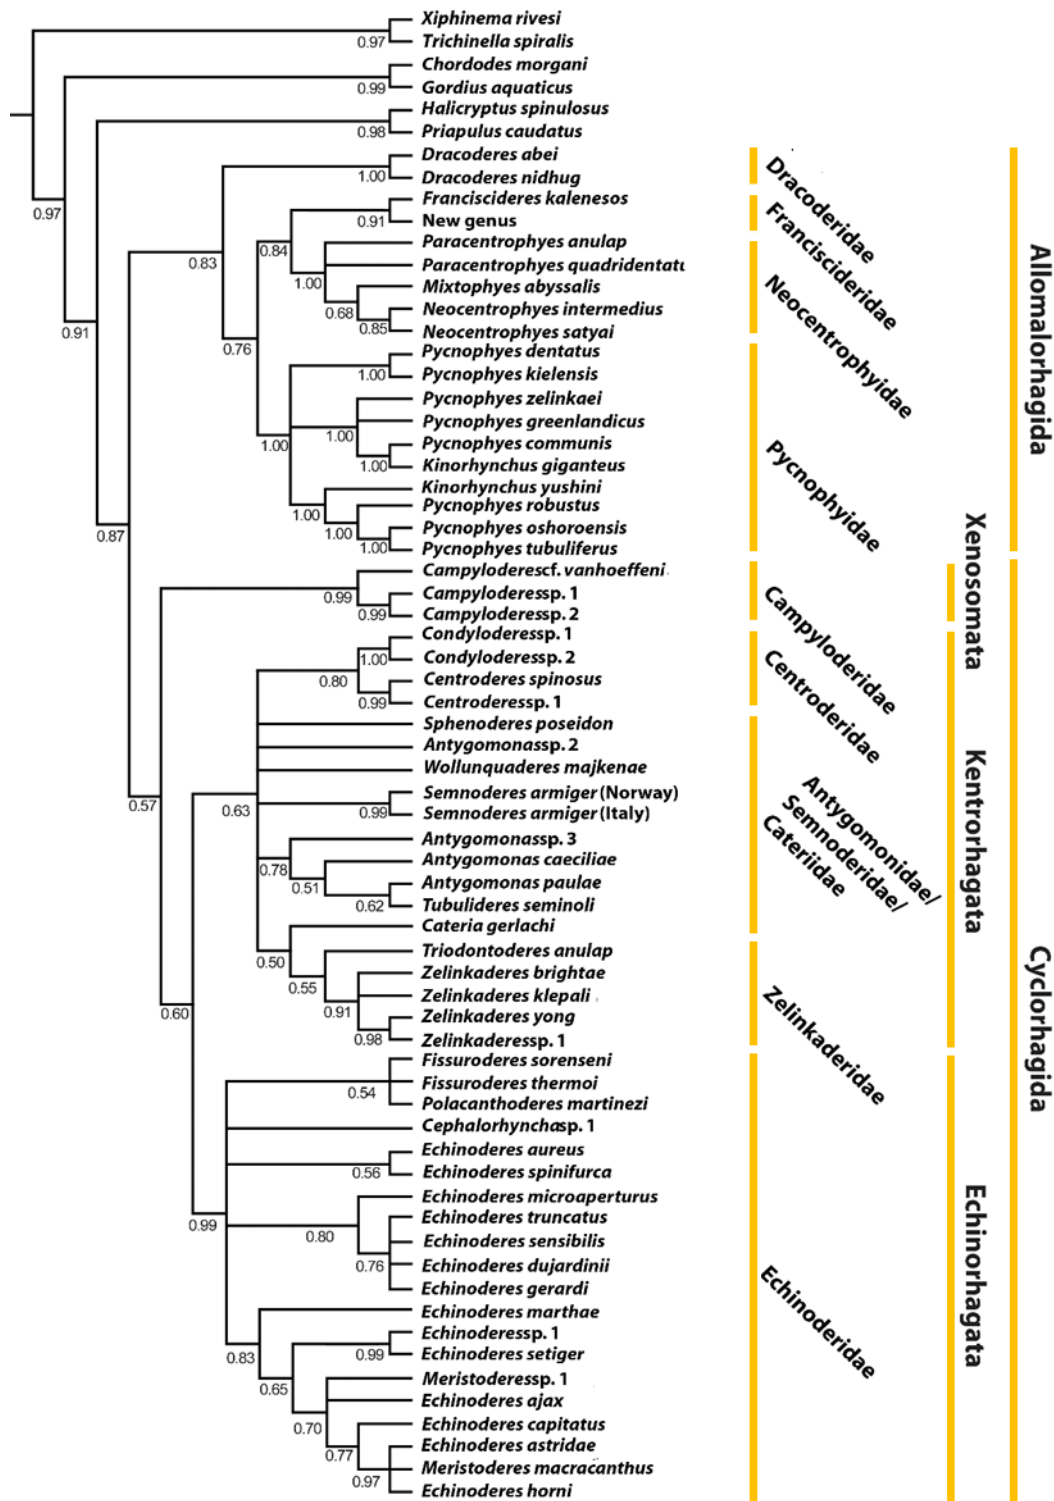 Xiphinema rivesi
Trichinella spiralis
0.97
Chordodes morgani
Gordius aquaticus
0.99
Halicryptus spinulosus
Priapulus caudatus
0.98
Dracoderes abei
Dracoderes nidhug
1.00
Franciscideres kalenesos
New genus
0.91
0.97
Paracentrophyes anulap
0.84
0.83
Paracentrophyes quadridentatu
1.00
Mixtophyes abyssalis
0.68
Neocentrophyes intermedius
0.85
Neocentrophyes satyai
0.91
0.76
Pycnophyes dentatus
Pycnophyes kielensis
1.00
Pycnophyes zelinkaei
Pycnophyes greenlandicus
1.00
1.00
Pycnophyes communis
Kinorhynchus giganteus
1.00
Kinorhynchus yushini
Pycnophyes robustus
1.00
Pycnophyes oshoroensis
1.00
0.87
Pycnophyes tubuliferus
1.00
Campyloderescf. vanhoeffeni
Campyloderessp. 1
0.99
Campyloderessp. 2
0.99
Condyloderessp. 1
Condyloderessp. 2
1.00
0.80
Centroderes spinosus
Centroderessp. 1
0.99
Sphenoderes poseidon
Antygomonassp. 2
Wollunquaderes majkenae
Semnoderes armiger (Norway)
0.57
0.63
Semnoderes armiger (Italy)
0.99
Antygomonassp. 3
Antygomonas caeciliae
0.78
Antygomonas paulae
0.51
Tubulideres seminoli
0.62
Cateria gerlachi
Triodontoderes anulap
0.50
Zelinkaderes brightae
0.55
Zelinkaderes klepali
0.91
0.60
Zelinkaderes yong
Zelinkaderessp. 1
0.98
Fissuroderes sorenseni
Fissuroderes thermoi
0.54
Polacanthoderes martinezi
Cephalorhynchasp. 1
Echinoderes aureus
Echinoderes spinifurca
0.56
Echinoderes microaperturus
Echinoderes truncatus
0.99
0.80
Echinoderes sensibilis
Echinoderes dujardinii
0.76
Echinoderes gerardi
Echinoderes marthae
Echinoderessp. 1
Echinoderes setiger
0.99
0.83
Meristoderessp. 1
0.65
Echinoderes ajax
Echinoderes capitatus
0.70
Echinoderes astridae
0.77
Meristoderes macracanthus
0.97
Echinoderes horni
Dracoderidae
Franciscideridae
Neocentrophyidae
Pycnophyidae
Campyloderidae
Centroderidae
Antygomonidae/
Semnoderidae/
Cateriidae
Zelinkaderidae
Echinoderidae
Xenosomata
Kentrorhagata
Echinorhagata
Allomalorhagida
Cyclorhagida